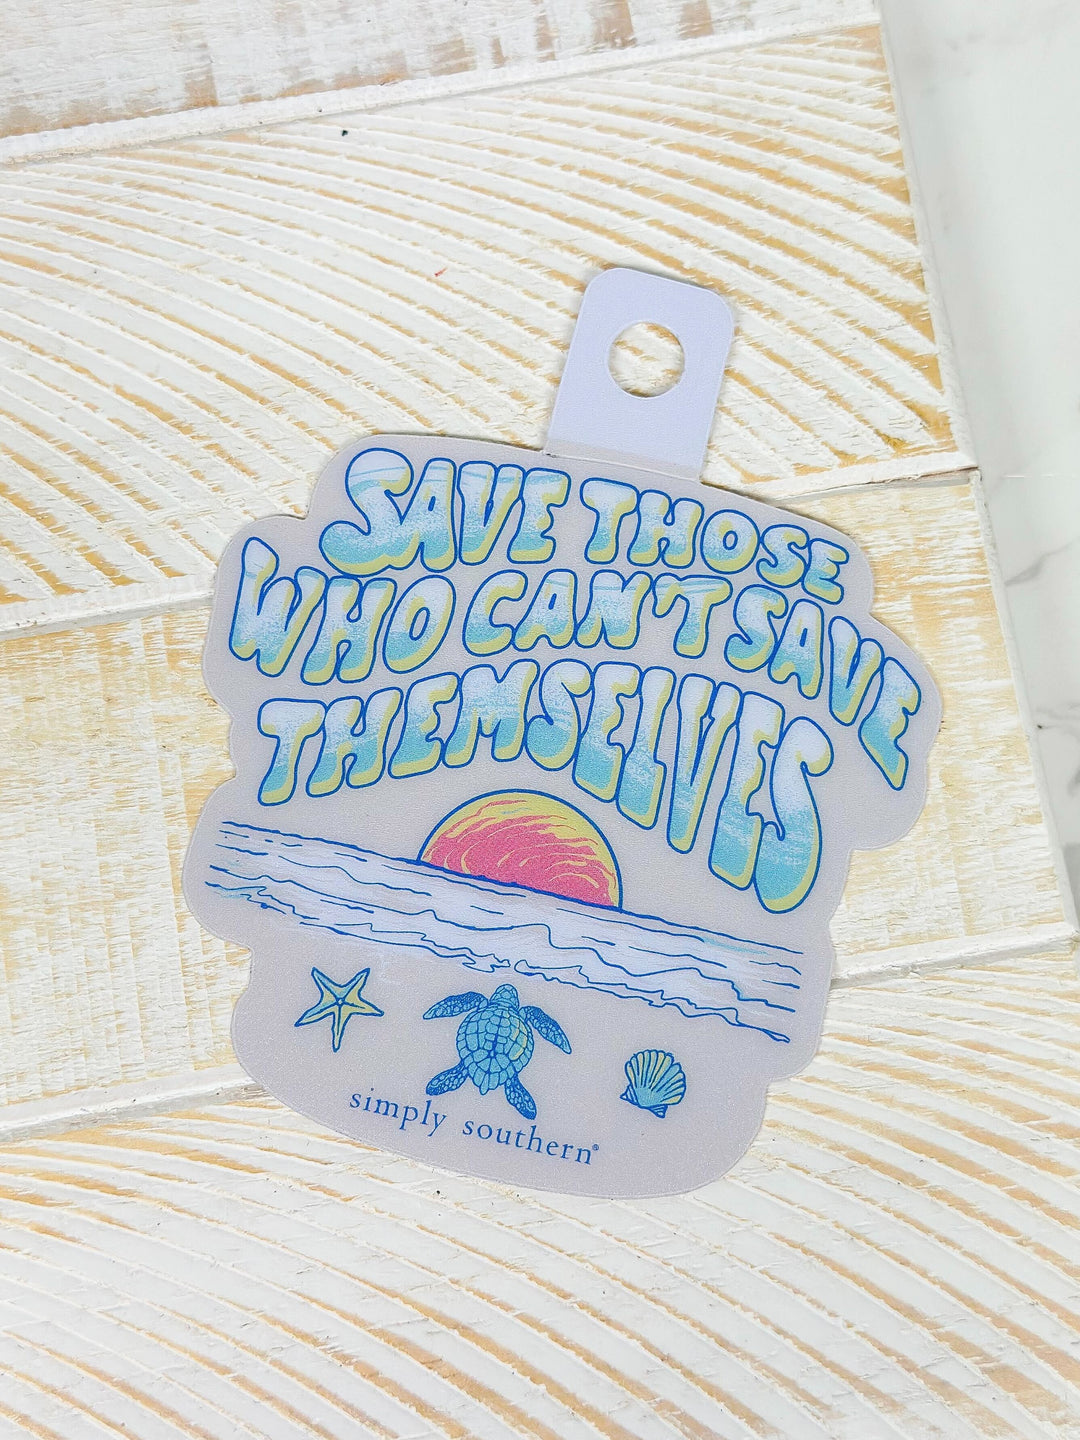 SAVE THOSE
WHO CAN'T SAVE
THEMSELVES
simply southern®